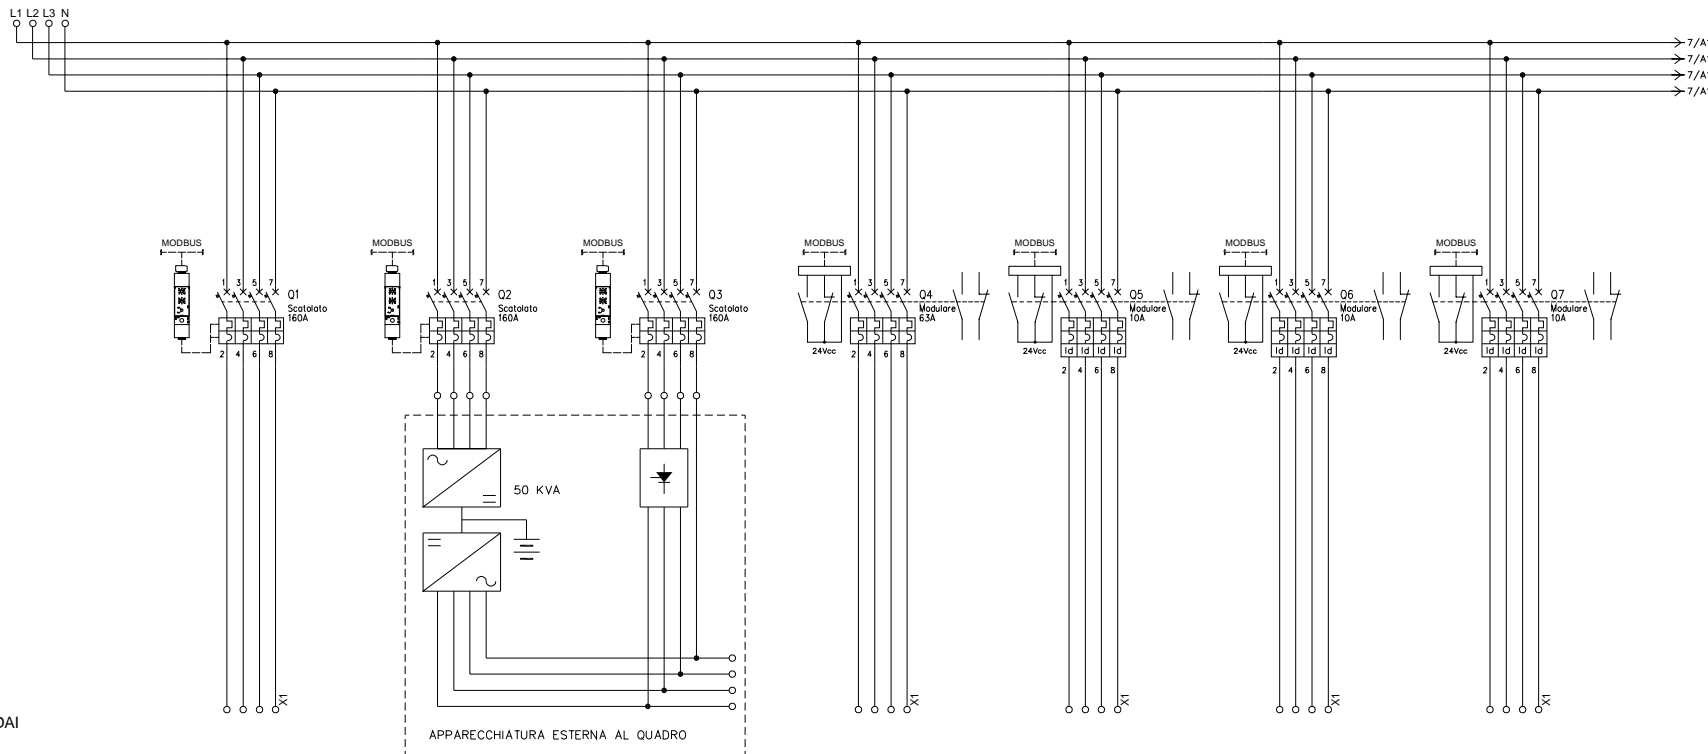 L1 L2 L3 N
7/A
7/A
7/A
7/A
MODBUS MODBUS MODBUS MODBUS MODBUS MODBUS MODBUS
1 3 5 7 1 3 5 7 1 3 5 7 1 3 5 7 1 3 5 7 1 3 5 7 1 3 5 7
Q1 Q2 Q3 Q4 Q5 Q6 Q7
Scatolato Scatolato Scatolato Modulare Modulare Modulare Modulare
160A 160A 160A 63A 10A 10A 10A
24Vcc 24Vcc 24Vcc 24Vcc
Id Id Id Id Id Id Id Id Id Id Id Id
2 4 6 8 2 4 6 8 2 4 6 8 2 4 6 8 2 4 6 8 2 4 6 8 2 4 6 8
50 KVA
X1 X1 X1 X1 X1
DAI
APPARECCHIATURA ESTERNA AL QUADRO